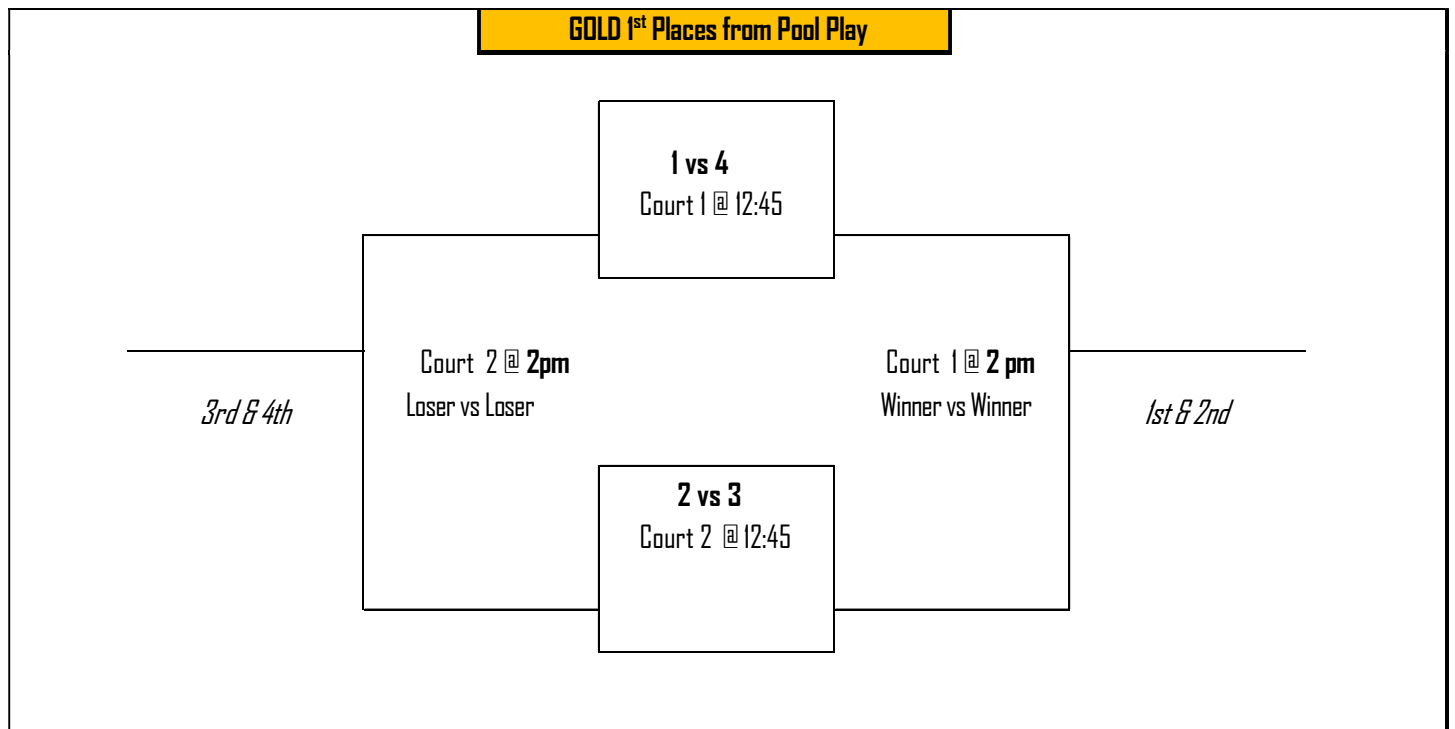 GOLD 1st Places from Pool Play
1 vs 4
Court 1 @ 12:45
Court 2 @ 2pm
Loser vs Loser
Court 1 @ 2 pm
Winner vs Winner
3rd & 4th
1st & 2nd
2 vs 3
Court 2 @ 12:45